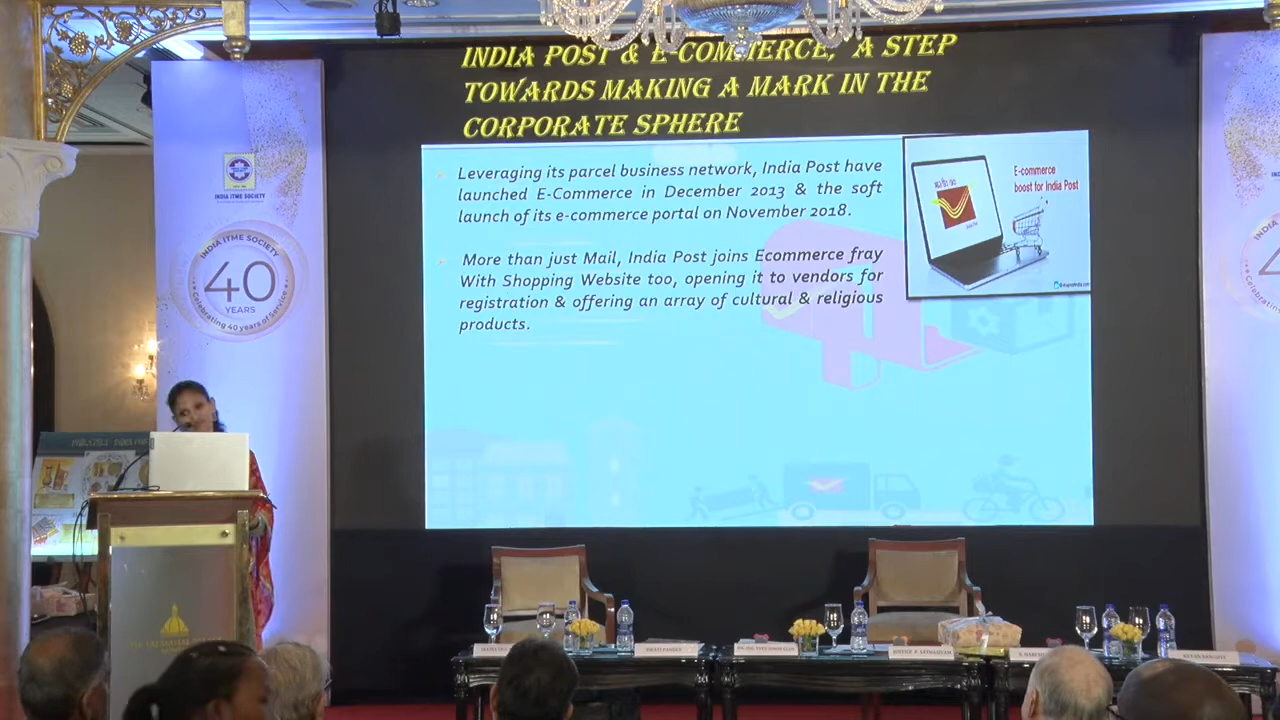 INDIA POST & E-COMMERCE, A STEP
TOWARDS MAKING A MARK IN THE
CORPORATE SPHERE
Leveraging its parcel business network, India Post have
launched E-Commerce in December 2013 & the soft
launch of its e-commerce portal on November 2018.
More than just Mail, India Post joins Ecommerce fray
With Shopping Website too, opening it to vendors for
registration & offering an array of cultural & religious
products.
E-commerce
boost for India Post
INDIA ITME SOCIETY
INDIA ITME SOCIETY
40
YEARS
Celebrating 40 years of Service